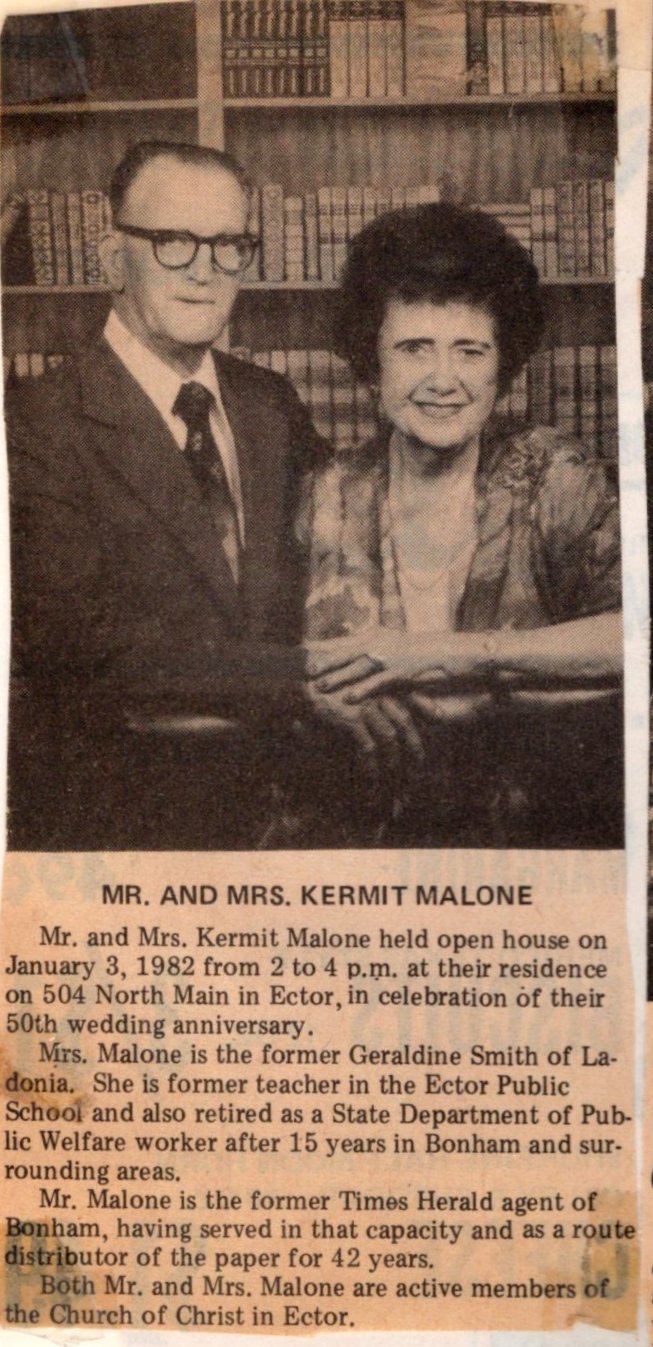 MR. AND MRS. KERMIT MALONE
Mr. and Mrs. Kermit Malone held open house on
January 3, 1982 from 2 to 4 p.m. at their residence
on 504 North Main in Ector, in celebration of their
50th wedding anniversary.
Mrs. Malone is the former Geraldine Smith of La-
donia. She is former teacher in the Ector Public
School and also retired as a State Department of Pub-
lic Welfare worker after 15 years in Bonham and sur-
rounding areas.
Mr. Malone is the former Times Herald agent of
Bonham, having served in that capacity and as a route
distributor of the paper for 42 years.
Both Mr. and Mrs. Malone are active members of
the Church of Christ in Ector.